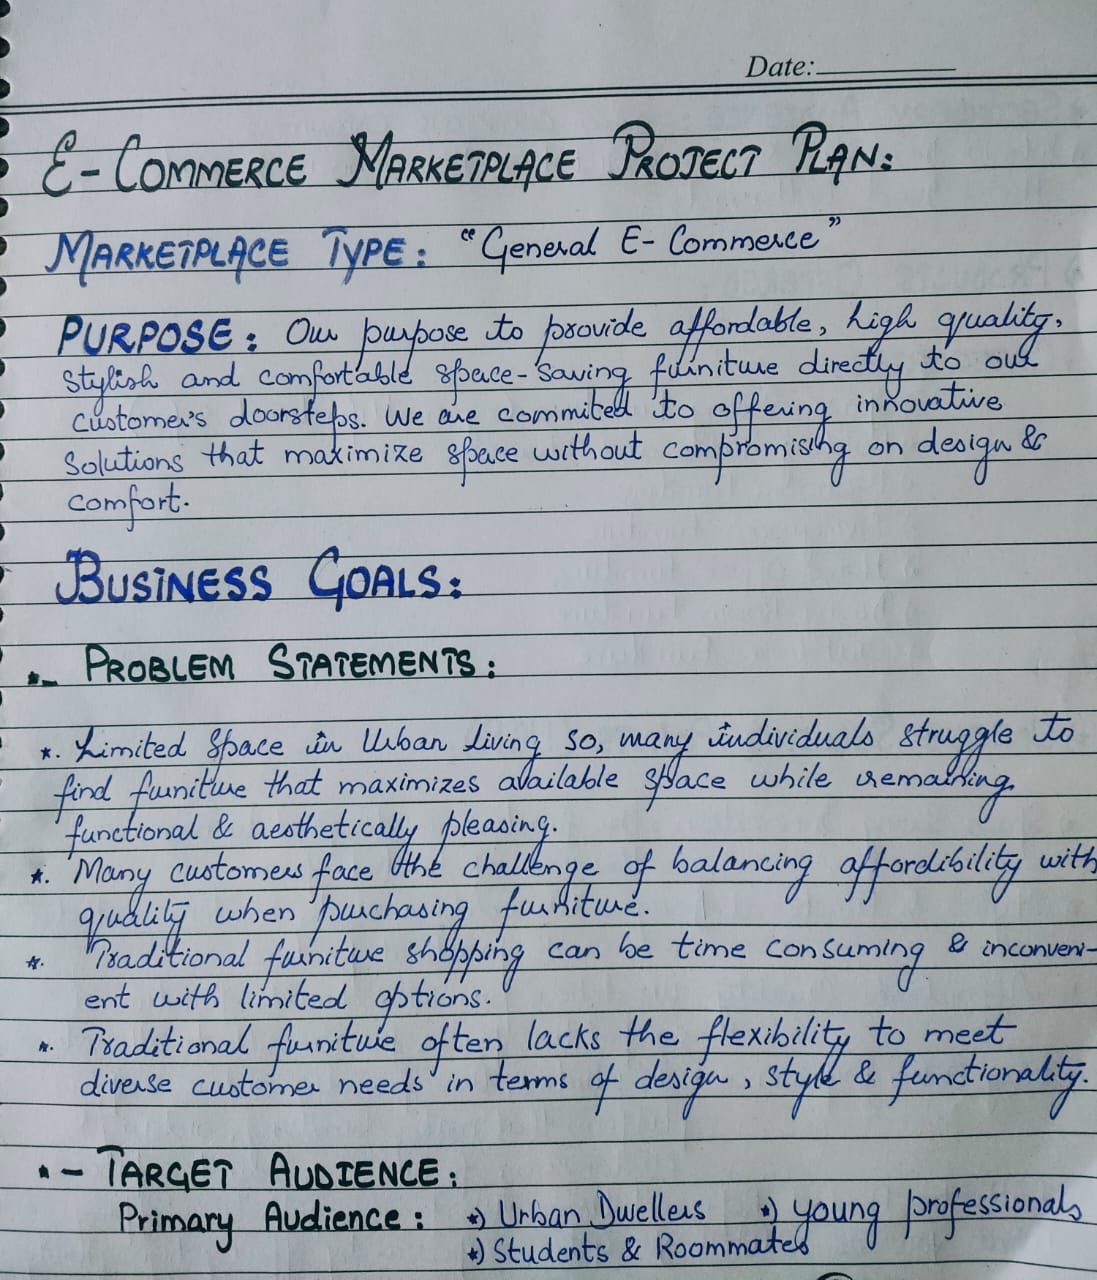 Date:
E-COMMERCE MARKETPLACE PROJECT PLAN:
MARKETPLACE TYPE: "General E-Commerce"
PURPOSE: Our purpose to provide affordable, high quality,
stylish and comfortable space-saving furniture directly to our
customer's doorsteps. We are commited to offering innovative
solutions that maximize space without compromising on design &
comfort.
BUSINESS GOALS:
*- PROBLEM STATEMENTS:
*. Limited Space in Urban Living so, many individuals struggle to
find furniture that maximizes available space while remaining
functional & aesthetically pleasing.
*. Many customers face the challenge of balancing affordibility with
quality when purchasing furniture.
*. Traditional furniture shopping can be time consuming & inconveni-
ent with limited options.
*. Traditional furniture often lacks the flexibility to meet
diverse customer needs in terms of design, style & functionality.
*- TARGET AUDIENCE:
Primary Audience: *) Urban Dwellers *) young professionals
*) Students & Roommates